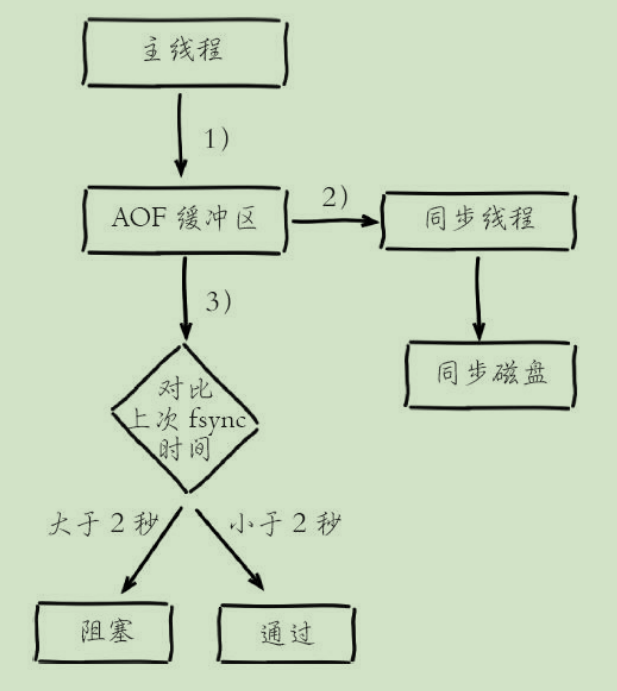 主线程
1)
AOF 缓冲区
2)
同步线程
3)
同步磁盘
对比
上次 fsync
时间
大于 2 秒
小于 2 秒
阻塞
通过